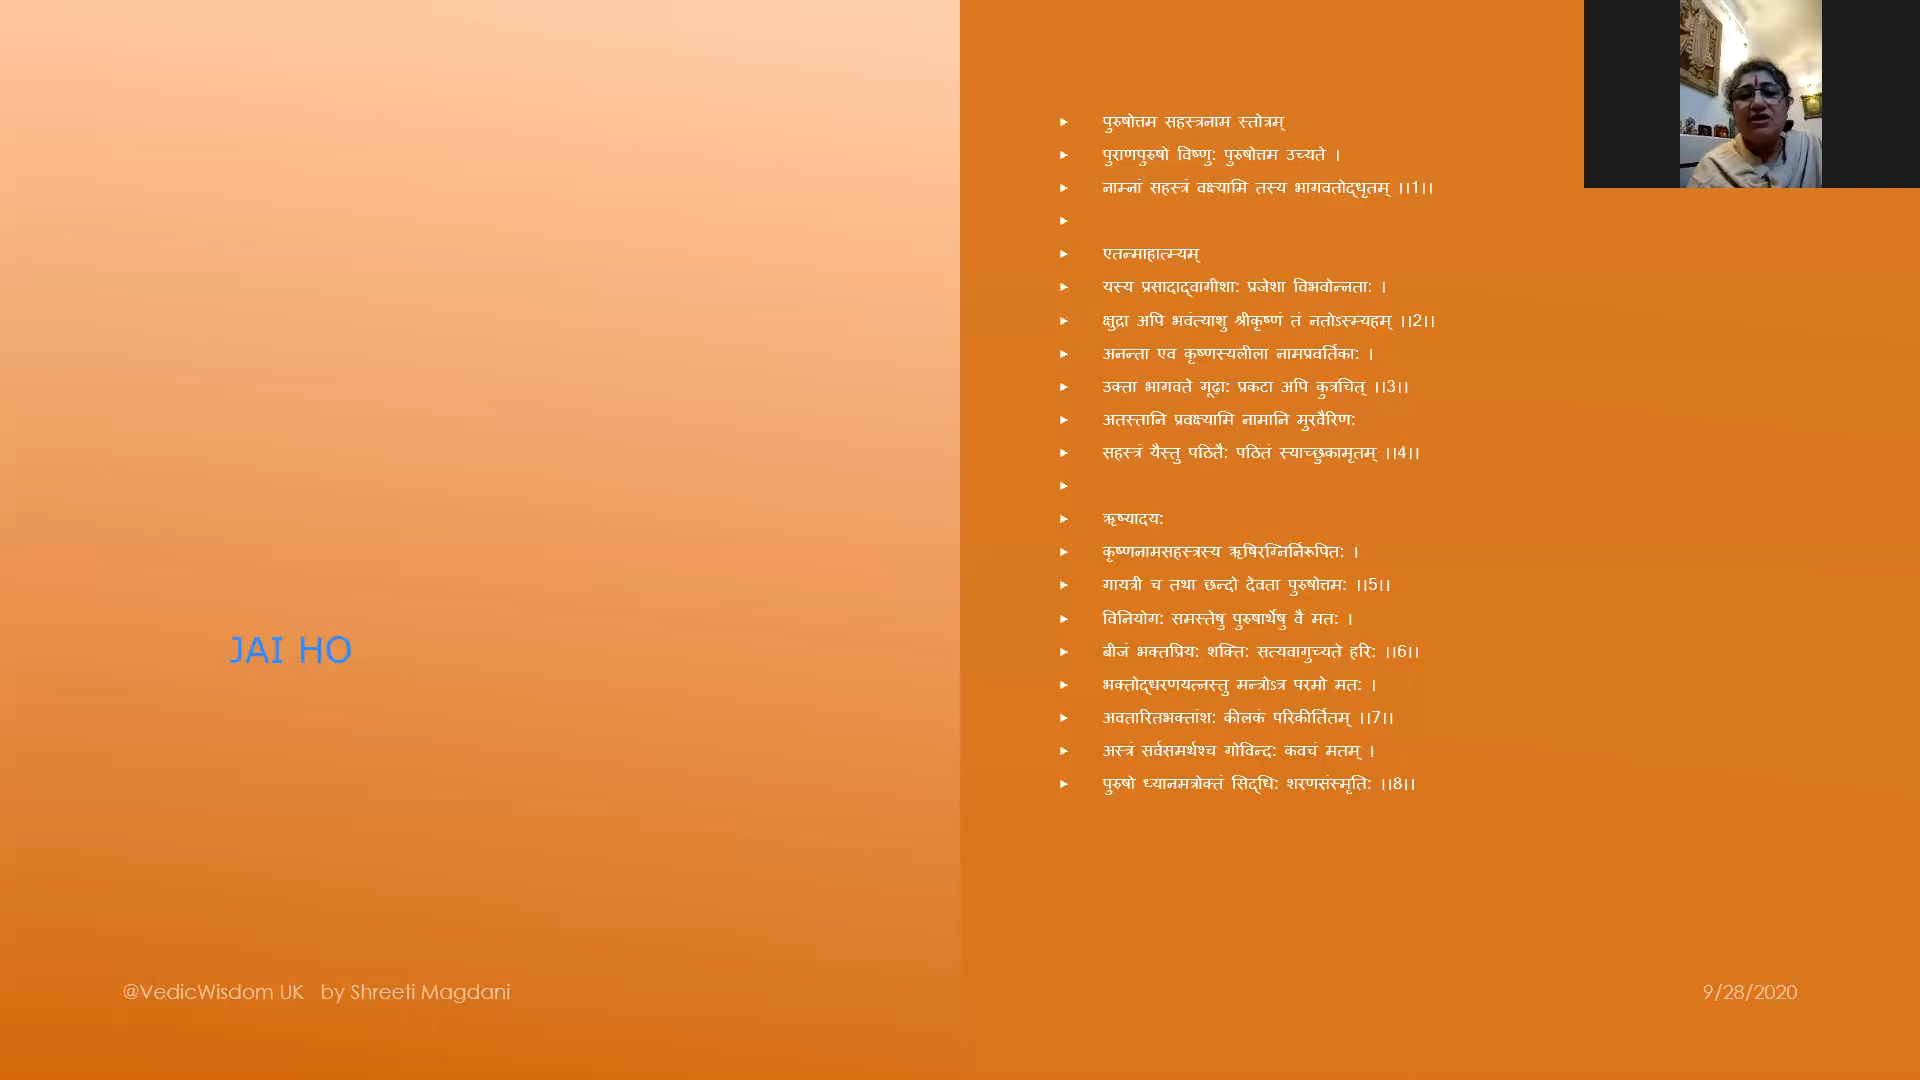 पुरुषोत्तम सहस्त्रनाम स्तोत्रम्
पुराणपुरुषो विष्णु: पुरुषोत्तम उच्यते ।
नाम्नां सहस्त्रं वक्ष्यामि तस्य भागवतोद्धृतम् ।।1।।
एतन्माहात्म्यम्
यस्य प्रसादाद्वागीशा: प्रजेशा विभवोन्नता: ।
क्षुद्रा अपि भवंत्याशु श्रीकृष्णं तं नतोऽस्म्यहम् ।।2।।
अनन्ता एव कृष्णस्यलीला नामप्रवर्तिका: ।
उक्ता भागवते गूढ़ा: प्रकटा अपि कुत्रचित् ।।3।।
अतस्तानि प्रवक्ष्यामि नामानि मुरवैरिण:
सहस्त्रं यैस्तु पठितै: पठितं स्याच्छुकामृतम् ।।4।।
ऋष्यादय:
कृष्णनामसहस्त्रस्य ऋषिरग्निर्निरूपित: ।
गायत्री च तथा छन्दो देवता पुरुषोत्तम: ।।5।।
विनियोग: समस्तेषु पुरुषार्थेषु वै मत: ।
बीजं भक्तप्रिय: शक्ति: सत्यवागुच्यते हरि: ।।6।।
भक्तोद्धरणयत्नस्तु मन्त्रोऽत्र परमो मत: ।
अवतारितभक्तांश: कीलकं परिकीर्तितम् ।।7।।
अस्त्रं सर्वसमर्थश्च गोविन्द: कवचं मतम् ।
पुरुषो ध्यानमत्रोक्तं सिद्धि: शरणसंस्मृति: ।।8।।
JAI HO
@VedicWisdom UK by Shreeti Magdani
9/28/2020